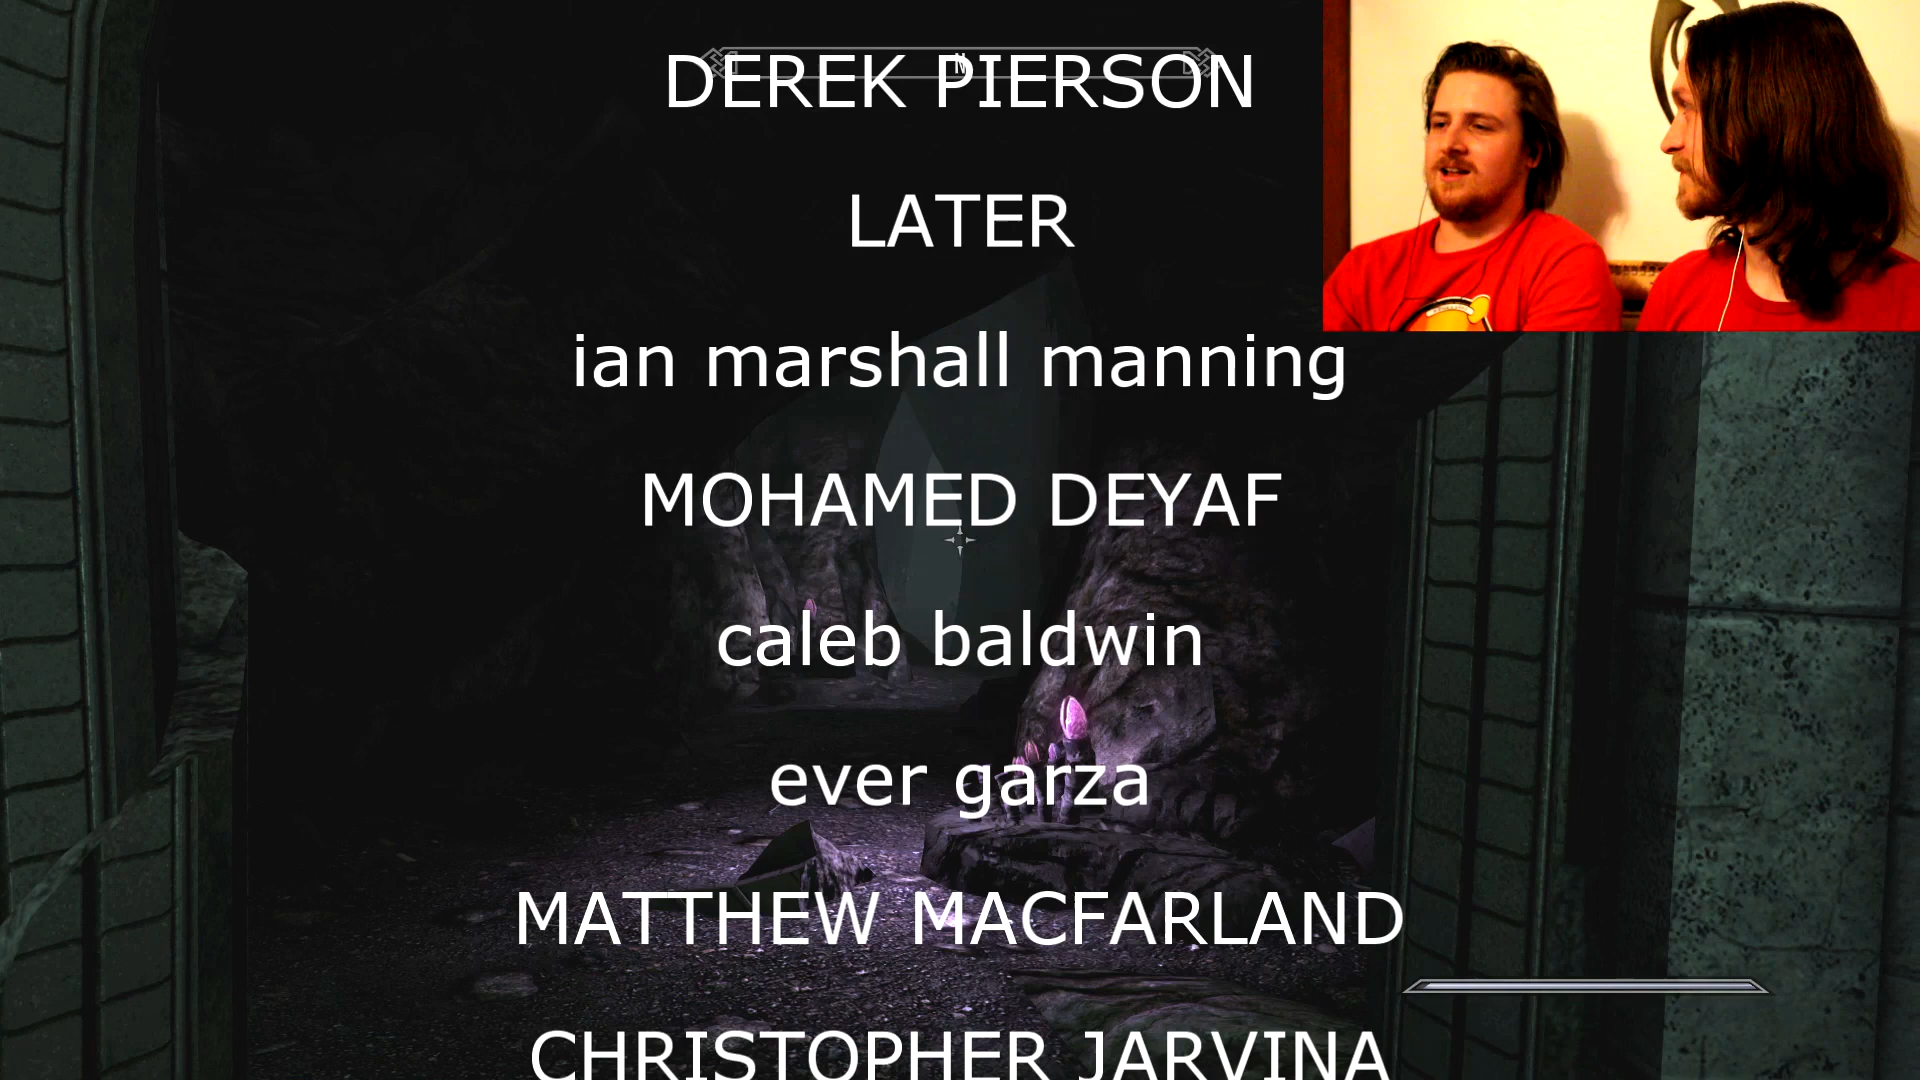 N
DEREK PIERSON
LATER
ian marshall manning
MOHAMED DEYAF
caleb baldwin
ever garza
MATTHEW MACFARLAND
CHRISTOPHER JARVINA